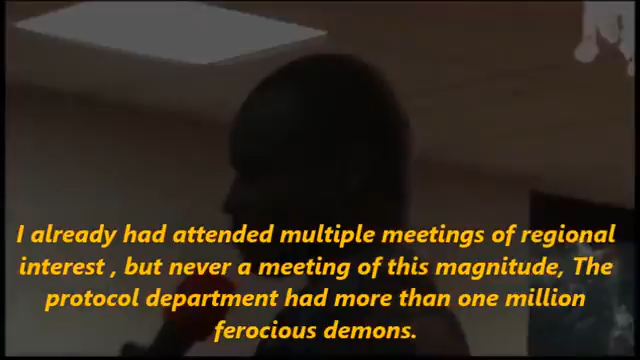 I already had attended multiple meetings of regional
interest , but never a meeting of this magnitude, The
protocol department had more than one million
ferocious demons.